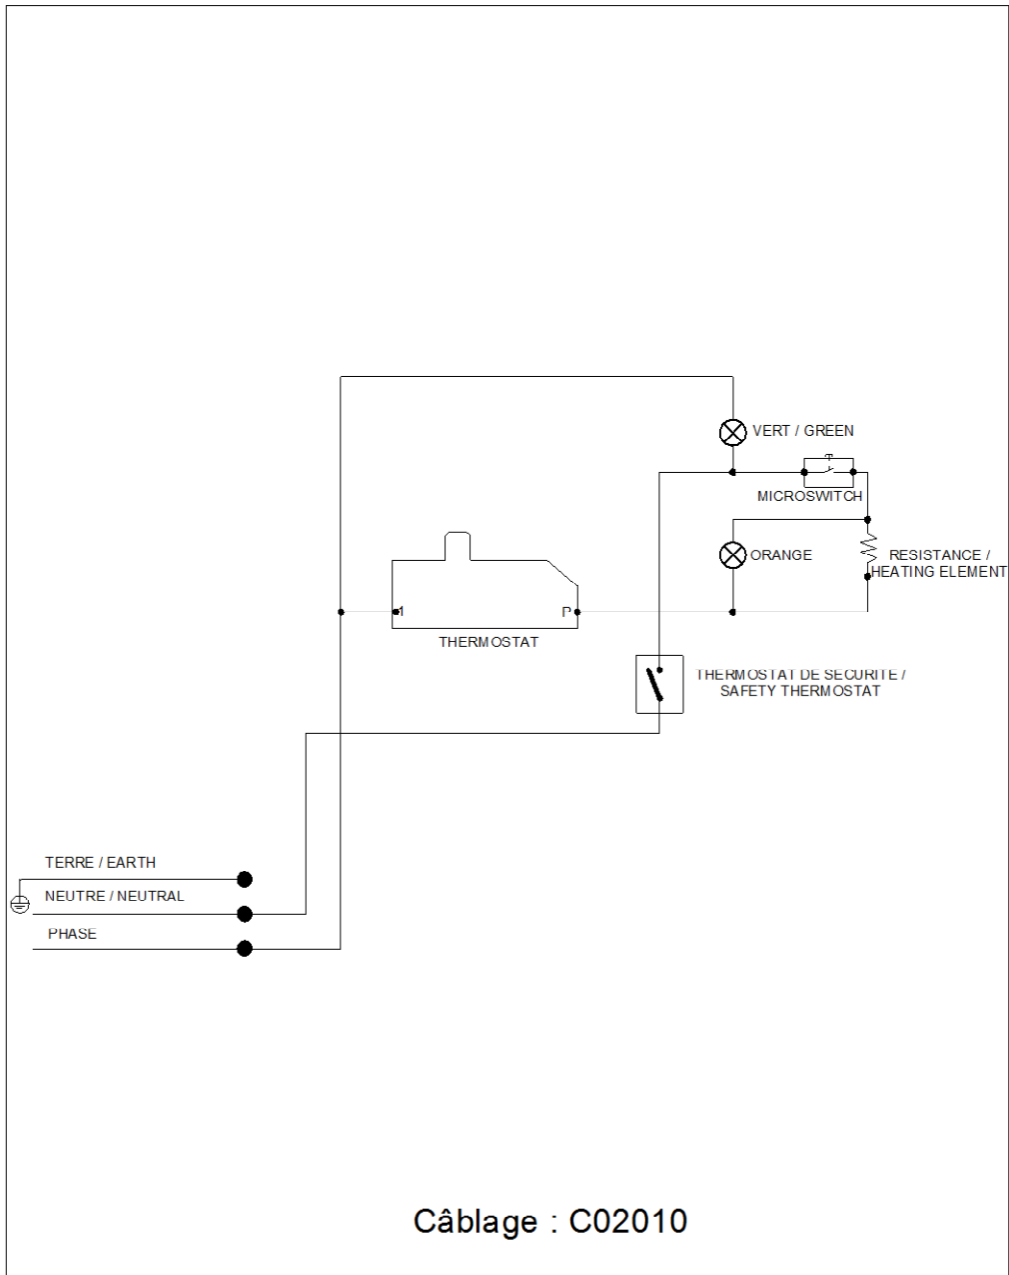 VERT / GREEN
MICROSWITCH
ORANGE
RESISTANCE /
HEATING ELEMENT
1
P
THERMOSTAT
THERMOSTAT DE SECURITE /
SAFETY THERMOSTAT
TERRE / EARTH
NEUTRE / NEUTRAL
PHASE
Câblage : C02010